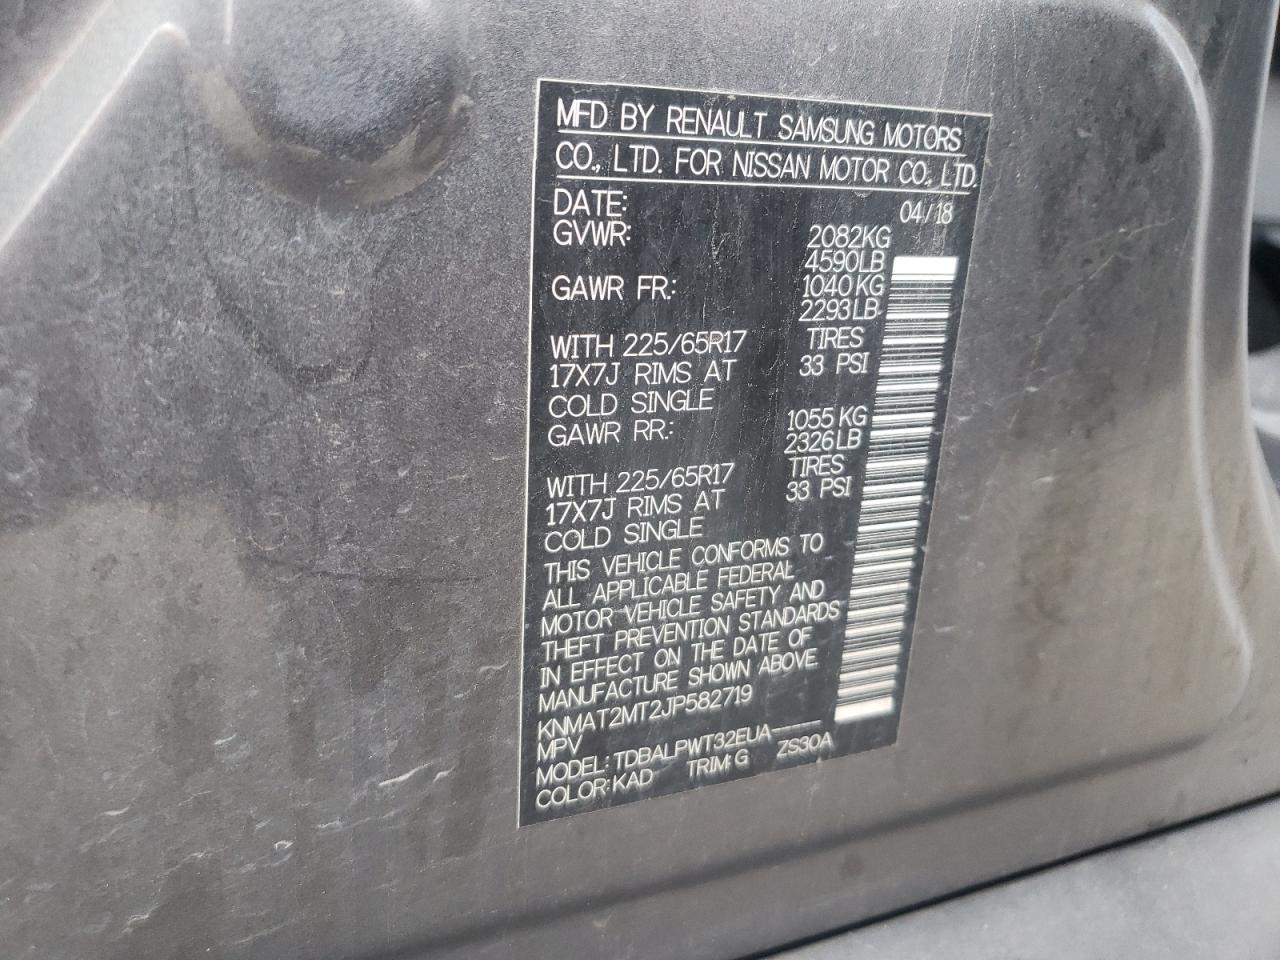 MFD BY RENAULT SAMSUNG MOTORS
CO., LTD. FOR NISSAN MOTOR CO., LTD.
DATE: 04/18
GVWR: 2082KG
4590LB
GAWR FR.: 1040KG
2293LB
WITH 225/65R17 TIRES
17X7J RIMS AT 33 PSI
COLD SINGLE
GAWR RR.: 1055KG
2326LB
WITH 225/65R17 TIRES
17X7J RIMS AT 33 PSI
COLD SINGLE
THIS VEHICLE CONFORMS TO
ALL APPLICABLE FEDERAL
MOTOR VEHICLE SAFETY AND
THEFT PREVENTION STANDARDS
IN EFFECT ON THE DATE OF
MANUFACTURE SHOWN ABOVE.
KNMAT2MT2JP582719
MPV
MODEL: TDBALPWT32EUA-----
COLOR: KAD TRIM: G ZS30A